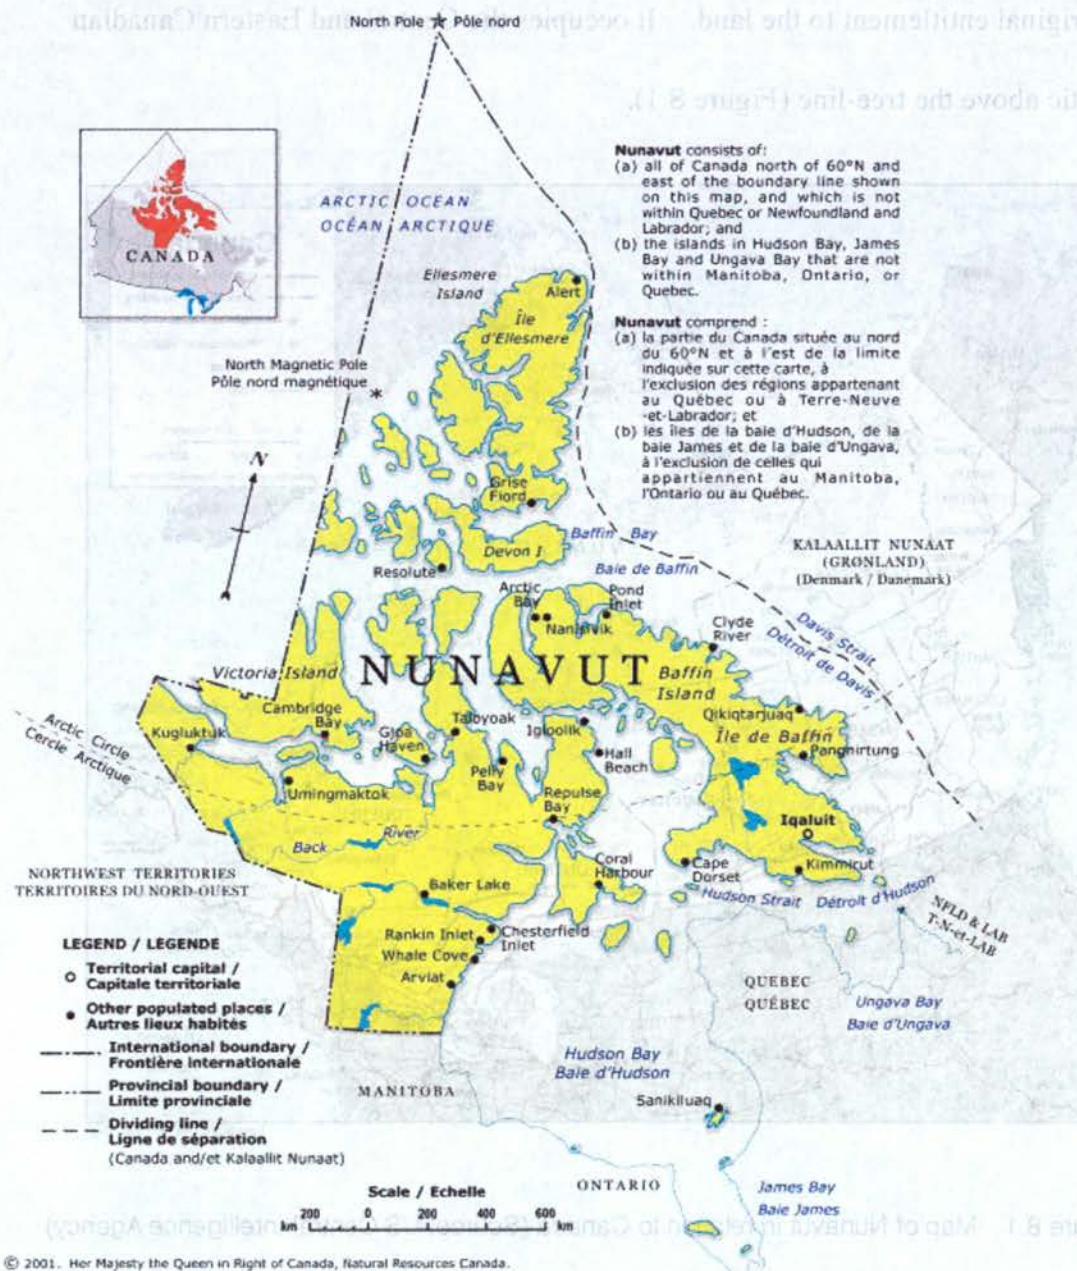 North Pole Pôle nord
ARCTIC OCEAN
OCÉAN ARCTIQUE
CANADA
Nunavut consists of:
(a) all of Canada north of 60°N and
east of the boundary line shown
on this map, and which is not
within Quebec or Newfoundland and
Labrador; and
(b) the islands in Hudson Bay, James
Bay and Ungava Bay that are not
within Manitoba, Ontario, or
Quebec.
Nunavut comprend :
(a) la partie du Canada située au nord
du 60°N et à l'est de la limite
indiquée sur cette carte, à
l'exclusion des régions appartenant
au Québec ou à Terre-Neuve
-et-Labrador; et
(b) les îles de la baie d'Hudson, de la
baie James et de la baie d'Ungava,
à l'exclusion de celles qui
appartiennent au Manitoba,
l'Ontario ou au Québec.
Ellesmere
Island
Alert
Île
d'Ellesmere
North Magnetic Pole
Pôle nord magnétique
N
Grise
Fiord
Devon I
Resolute
Baffin Bay
Baie de Baffin
KALAALLIT NUNAAT
(GRØNLAND)
(Denmark / Danemark)
Arctic
Bay
Nanisivik
Pond
Inlet
Clyde
River
Davis Strait
Détroit de Davis
Victoria Island
NUNAVUT
Baffin
Island
Cambridge
Bay
Kugluktuk
Gjoa
Haven
Taloyoak
Igloolik
Qikiqtarjuaq
Île de Baffin
Pangnirtung
Hall
Beach
Arctic Circle
Cercle Arctique
Umingmaktok
Pelly
Bay
Repulse
Bay
Iqaluit
Back River
NORTHWEST TERRITORIES
TERRITOIRES DU NORD-OUEST
Baker Lake
Coral
Harbour
Cape
Dorset
Kimmirut
Hudson Strait Détroit d'Hudson
NFLD & LAB
T-N-et-LAB
Rankin Inlet
Chesterfield
Inlet
Whale Cove
Arviat
QUEBEC
QUÉBEC
Ungava Bay
Baie d'Ungava
LEGEND / LÉGENDE
Territorial capital /
Capitale territoriale
Other populated places /
Autres lieux habités
International boundary /
Frontière internationale
Provincial boundary /
Limite provinciale
Dividing line /
Ligne de séparation
(Canada and/et Kalaallit Nunaat)
MANITOBA
Hudson Bay
Baie d'Hudson
Sanikiluaq
ONTARIO
James Bay
Baie James
Scale / Echelle
km 200 0 200 400 600 km
© 2001. Her Majesty the Queen in Right of Canada, Natural Resources Canada.